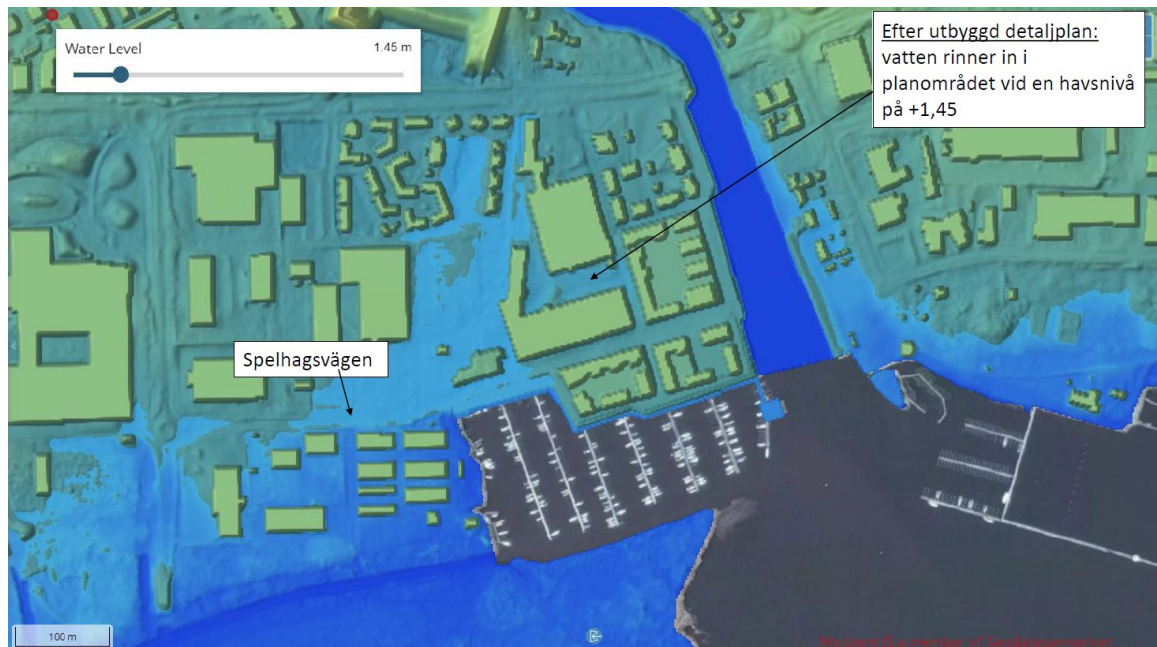 Water Level 1.45 m
Efter utbyggd detaljplan:
vatten rinner in i
planområdet vid en havsnivå
på +1,45
Spelhagsvägen
100 m